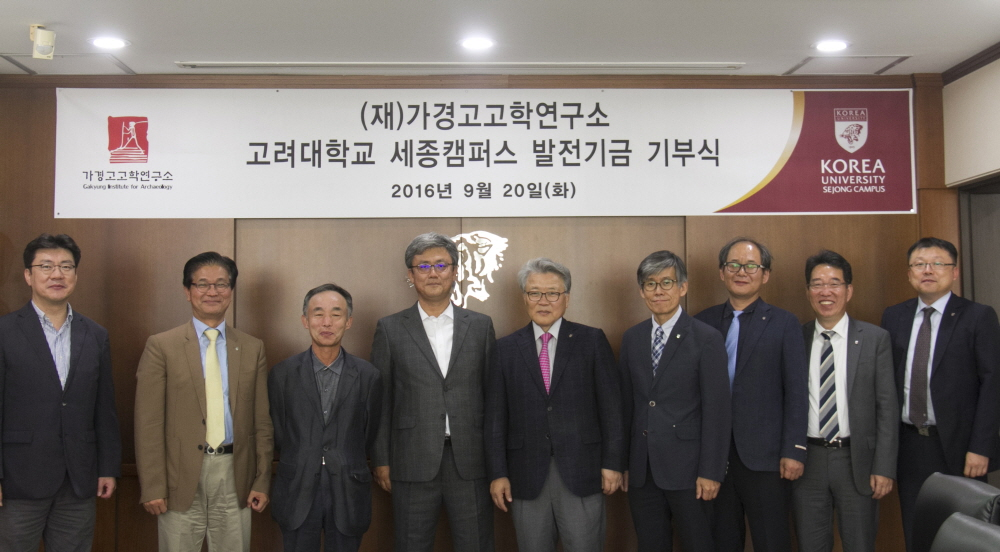 (재)가경고고학연구소
고려대학교 세종캠퍼스 발전기금 기부식
2016년 9월 20일(화)
가경고고학연구소
Gakyung Institute for Archaeology
KOREA
UNIVERSITY
KOREA
UNIVERSITY
SEJONG CAMPUS